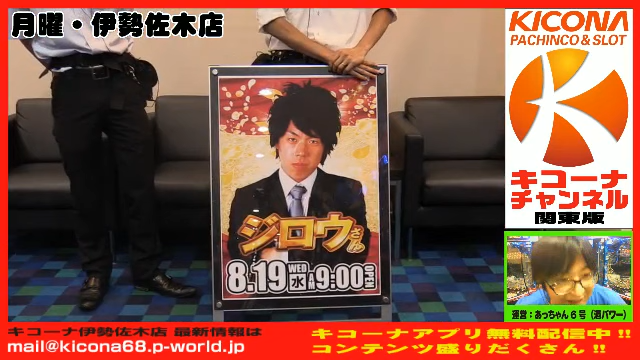 月曜・伊勢佐木店
KICONA
PACHINCO & SLOT
キコーナ
チャンネル
関東版
ジロウさん
8.19 WED 水 AM 9:00 OPEN
運営：あっちゃん6号（酒パワー）
キコーナ伊勢佐木店 最新情報は
mail@kicona68.p-world.jp
キコーナアプリ無料配信中!!
コンテンツ盛りだくさん!!